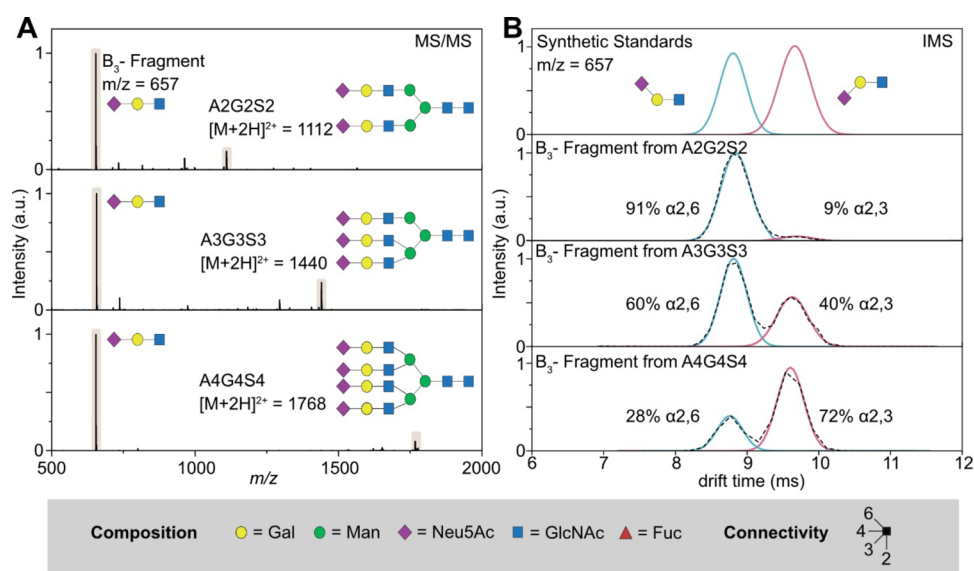 A
MS/MS
B₃- Fragment
m/z = 657
A2G2S2
[M+2H]²⁺ = 1112
A3G3S3
[M+2H]²⁺ = 1440
A4G4S4
[M+2H]²⁺ = 1768
Intensity (a.u.)
1
0
1
0
1
0
500 1000 1500 2000
m/z
B
Synthetic Standards
m/z = 657
IMS
B₃- Fragment from A2G2S2
91% α2,6 9% α2,3
B₃- Fragment from A3G3S3
60% α2,6 40% α2,3
B₃- Fragment from A4G4S4
28% α2,6 72% α2,3
Intensity (a.u.)
1
0
1
0
1
0
1
0
6 7 8 9 10 11 12
drift time (ms)
Composition = Gal = Man = Neu5Ac = GlcNAc = Fuc Connectivity
6
4
3
2